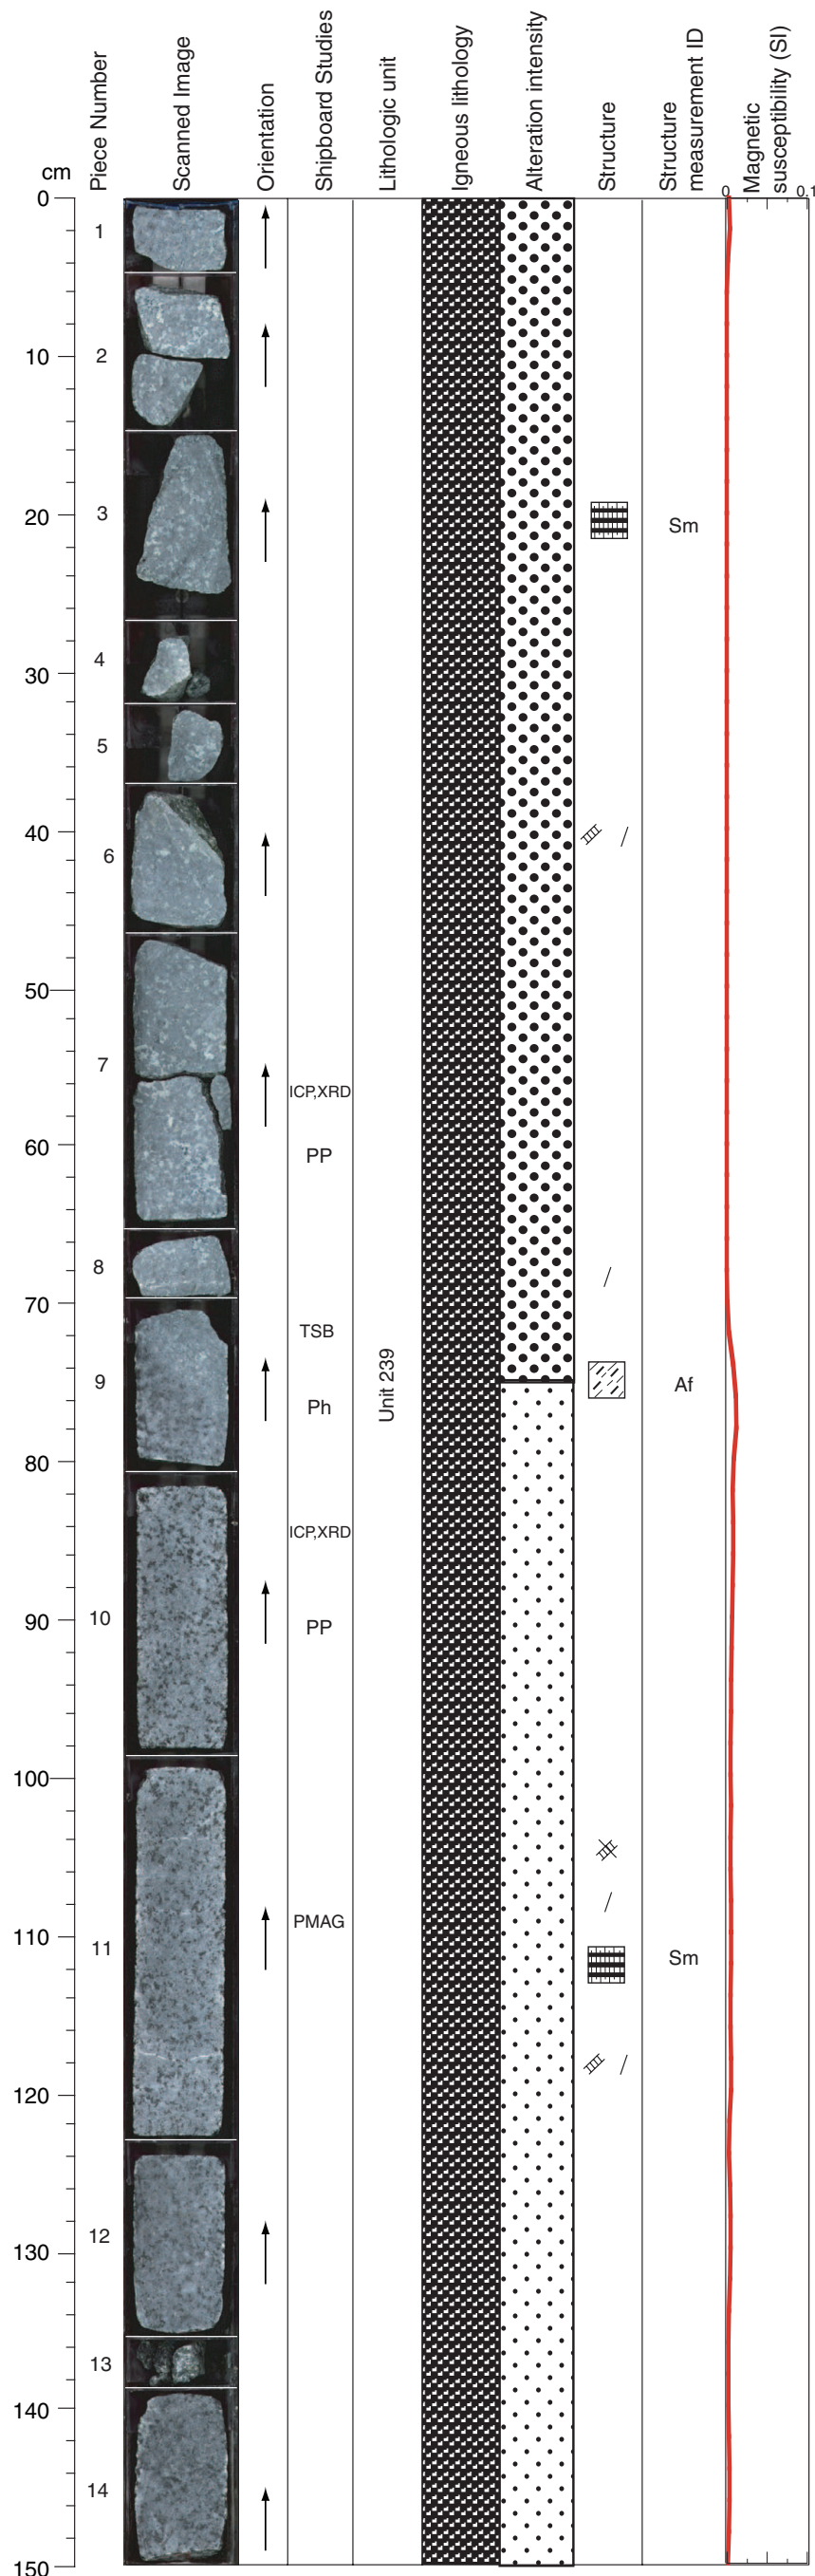 cm
Piece Number
Scanned Image
Orientation
Shipboard Studies
Lithologic unit
Igneous lithology
Alteration intensity
Structure
Structure
measurement ID
Magnetic
susceptibility (SI)
0 0.1
0
1
2
10
3
20
Sm
4
30
5
40
6
50
7
ICP,XRD
60
PP
8
70
TSB
9
Unit 239
Af
Ph
80
ICP,XRD
90
10
PP
100
PMAG
110
11
Sm
120
12
130
13
140
14
150